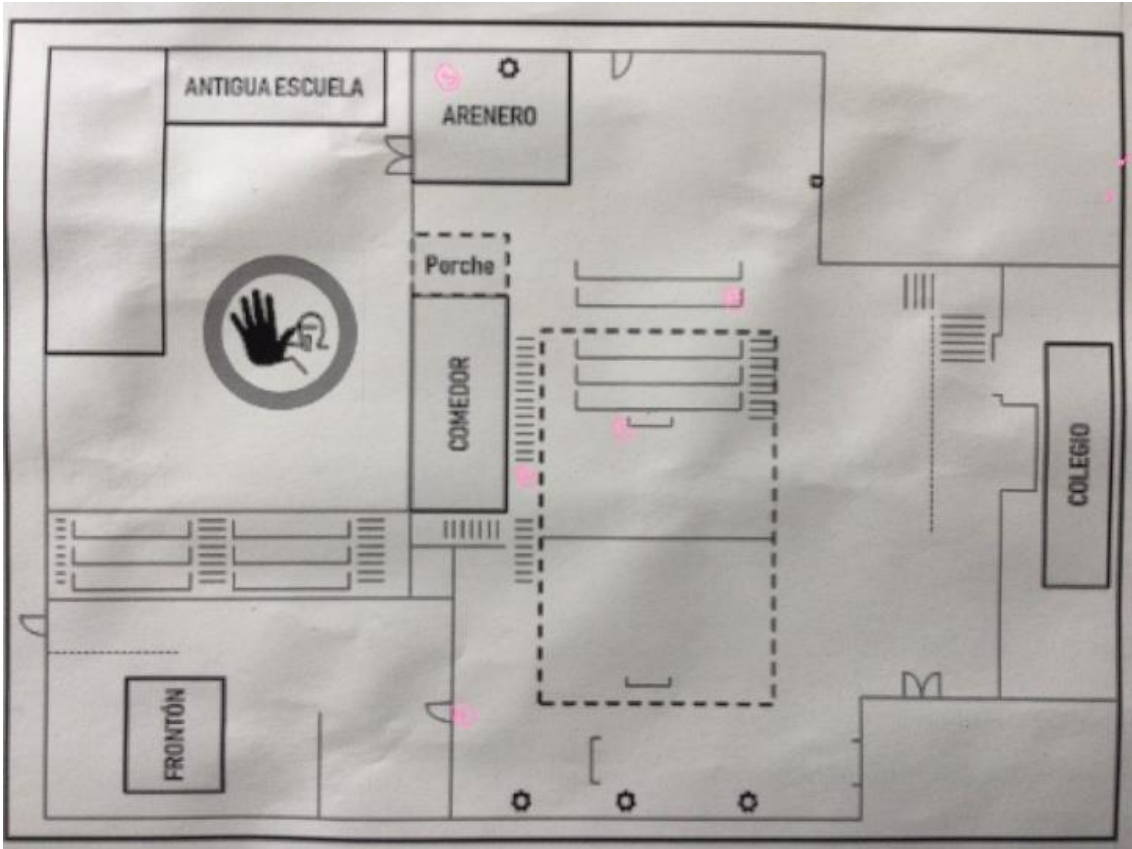 ANTIGUA ESCUELA
ARENERO
Porche
COMEDOR
COLEGIO
FRONTÓN